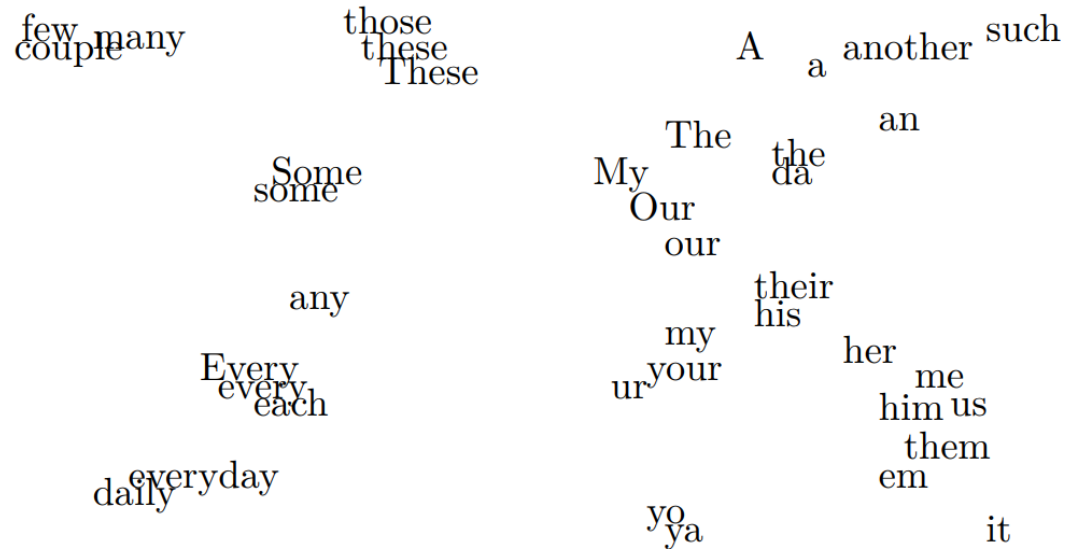 few
couple
many
those
these
These
A
a
another
such
an
The
the
da
My
Our
our
Some
some
any
their
his
my
your
ur
her
me
him
us
them
em
Every
every
each
everyday
daily
yo
ya
it